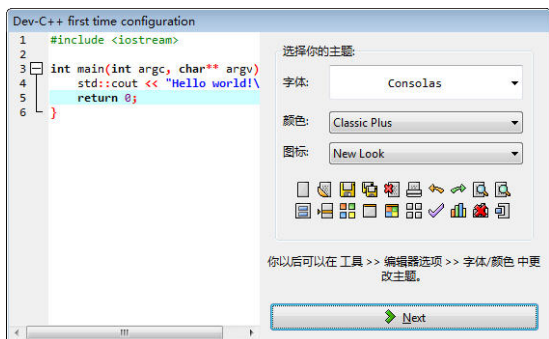 Dev-C++ first time configuration
1 #include <iostream>
2
3 int main(int argc, char** argv)
4 std::cout << "Hello world!\
5 return 0;
6 }
选择你的主题:
字体: Consolas
颜色: Classic Plus
图标: New Look
你以后可以在 工具 >> 编辑器选项 >> 字体/颜色 中更
改主题。
Next